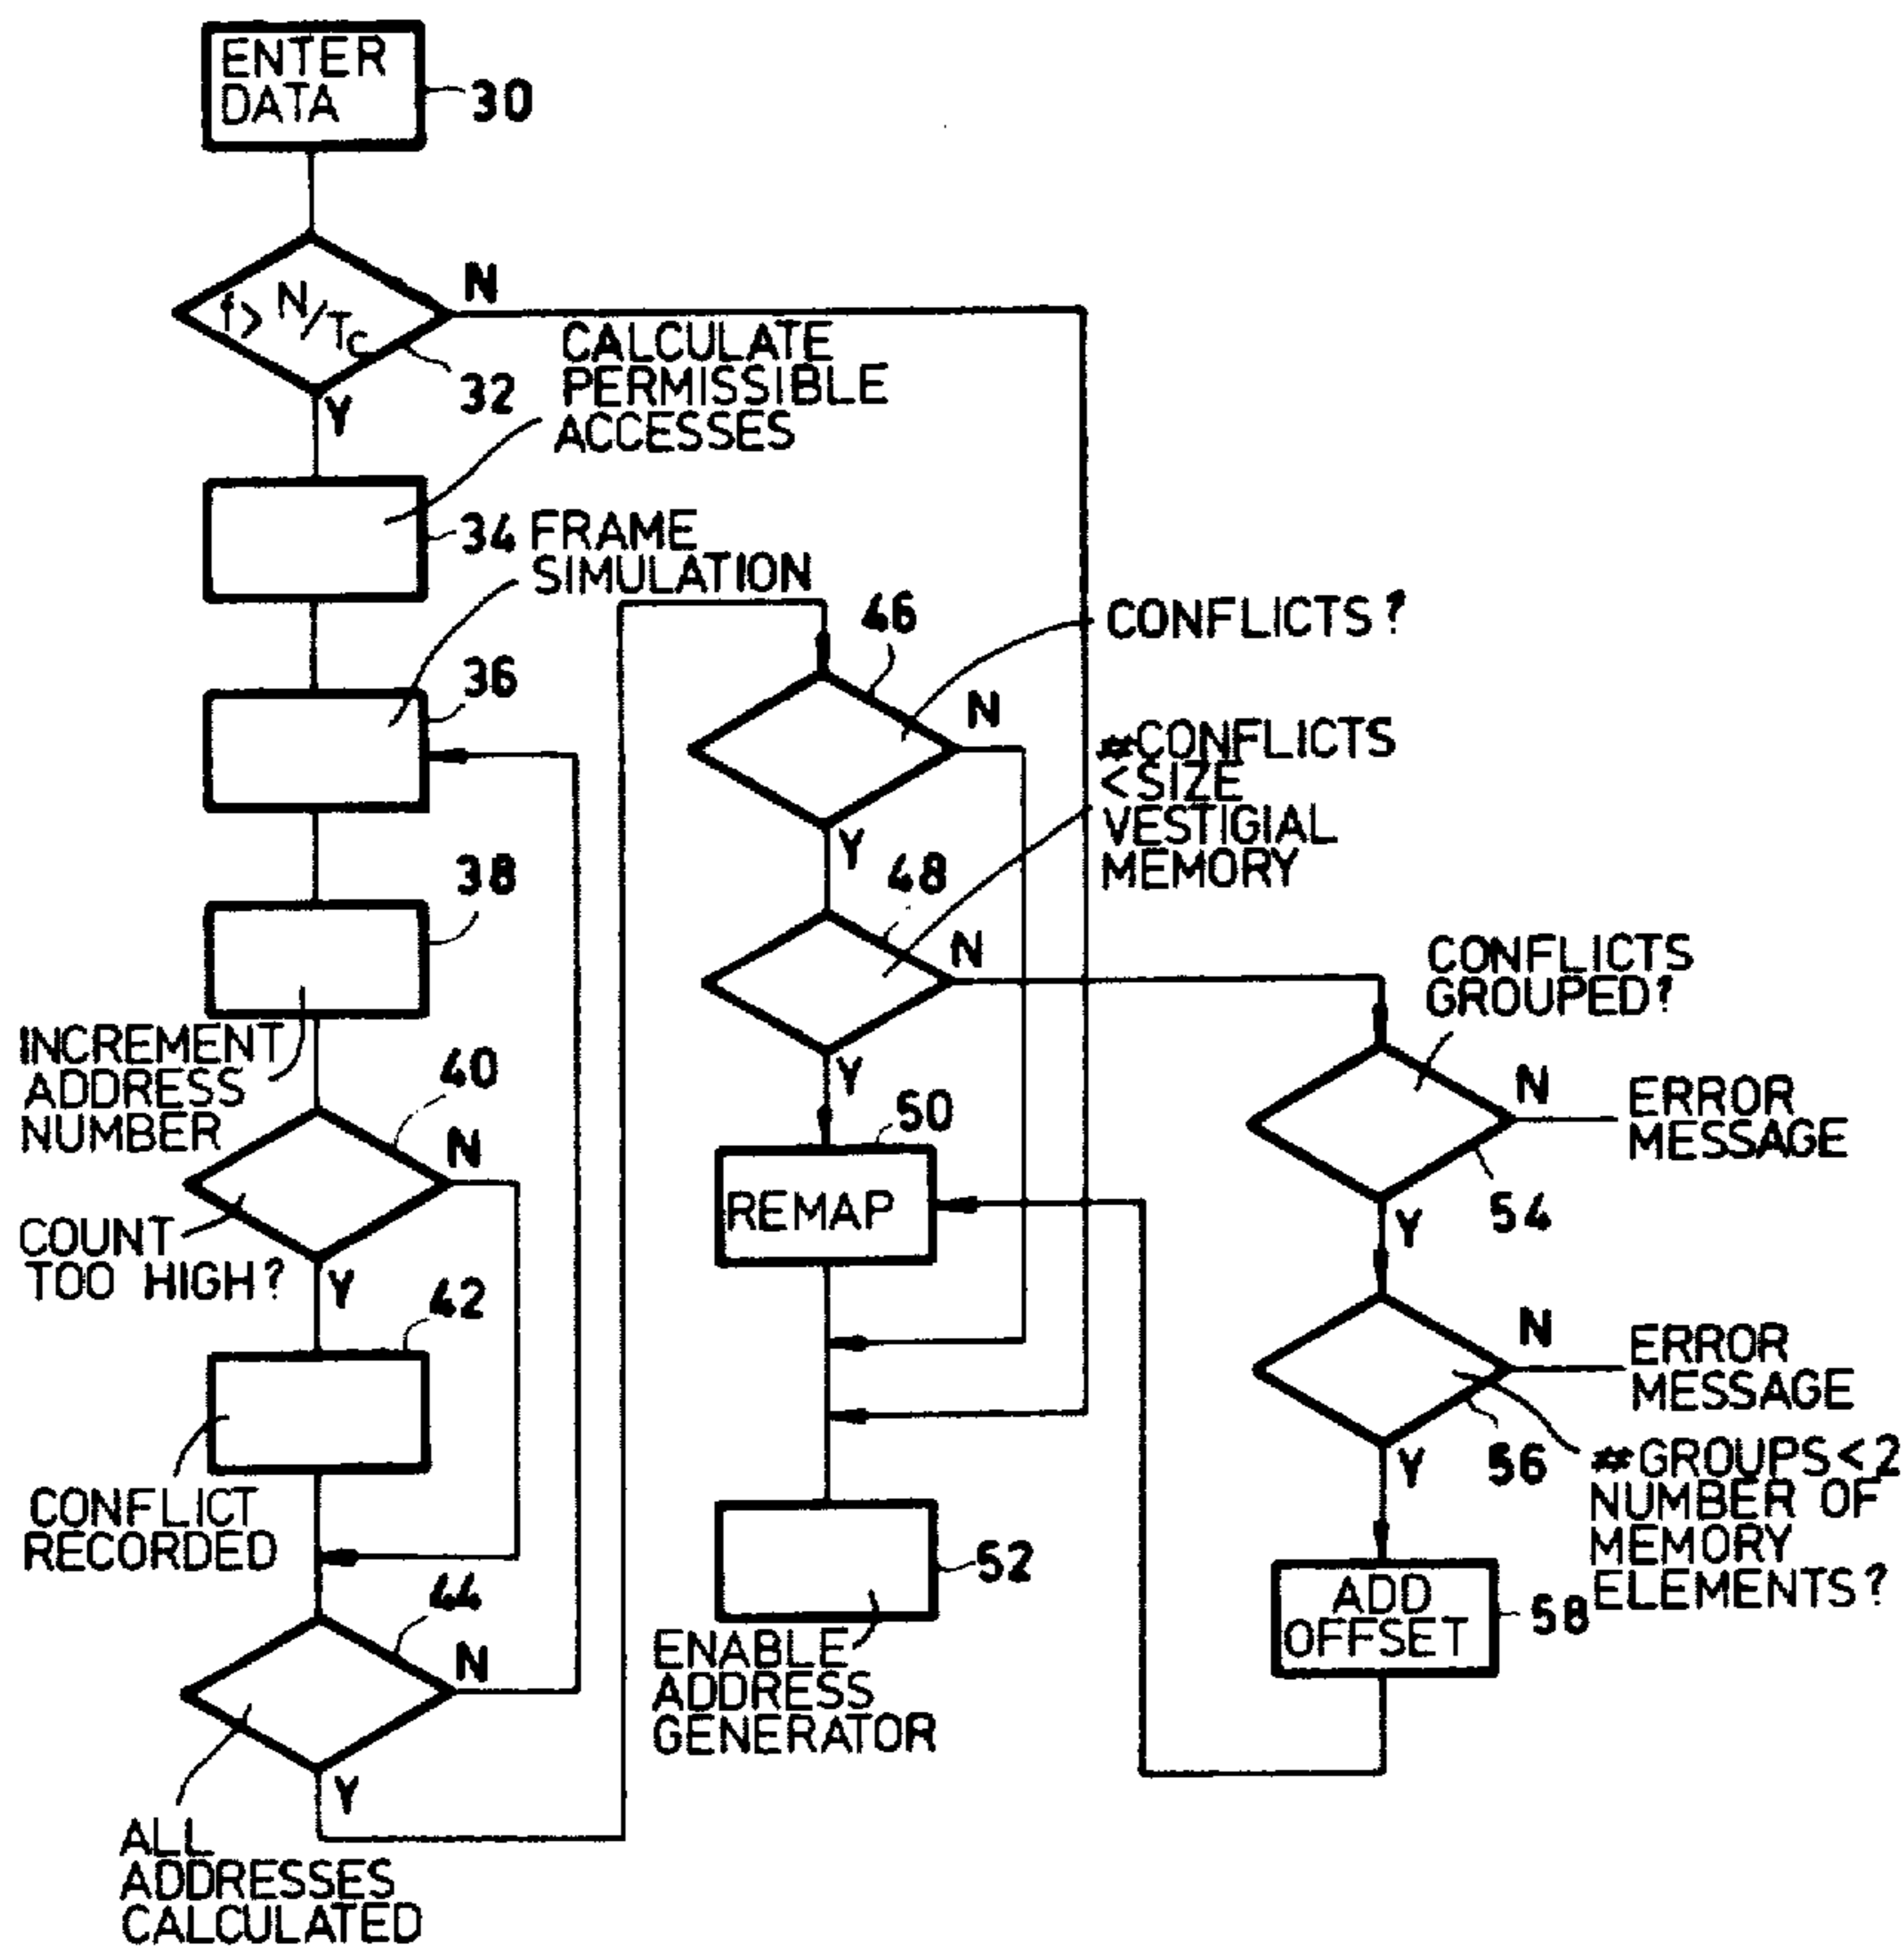 ENTER
DATA
30
f> N/Tc
N
32
Y
CALCULATE
PERMISSIBLE
ACCESSES
34
FRAME
SIMULATION
36
38
INCREMENT
ADDRESS
NUMBER
40
N
COUNT
TOO HIGH?
Y
42
CONFLICT
RECORDED
44
N
Y
ALL
ADDRESSES
CALCULATED
46
CONFLICTS?
N
Y
#CONFLICTS
<SIZE
VESTIGIAL
MEMORY
48
N
Y
50
REMAP
52
ENABLE
ADDRESS
GENERATOR
CONFLICTS
GROUPED?
N
ERROR
MESSAGE
54
Y
N
ERROR
MESSAGE
56
Y
#GROUPS<2
NUMBER OF
MEMORY
ELEMENTS?
ADD
OFFSET
58